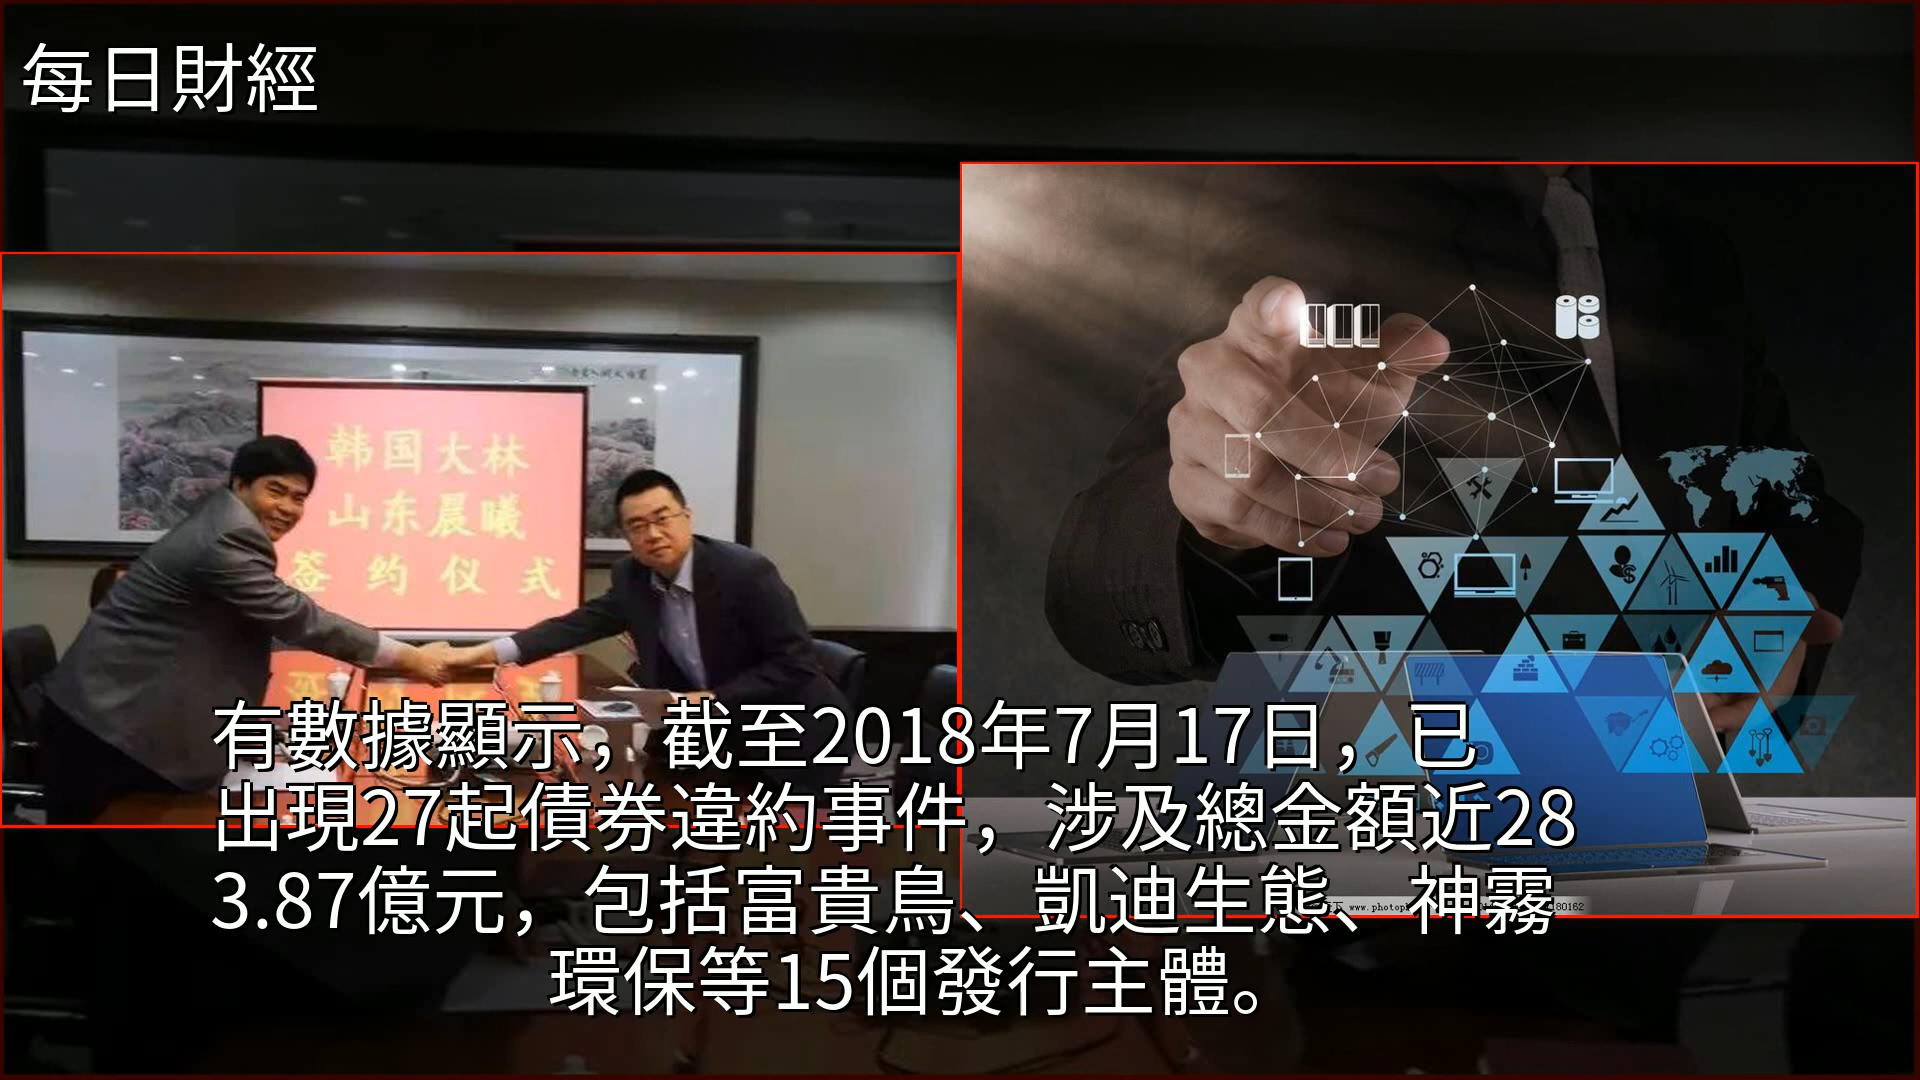 每日財經
韩国大林
山东晨曦
签约仪式
有數據顯示，截至2018年7月17日，已
出現27起債券違約事件，涉及總金額近28
3.87億元，包括富貴鳥、凱迪生態、神霧
環保等15個發行主體。